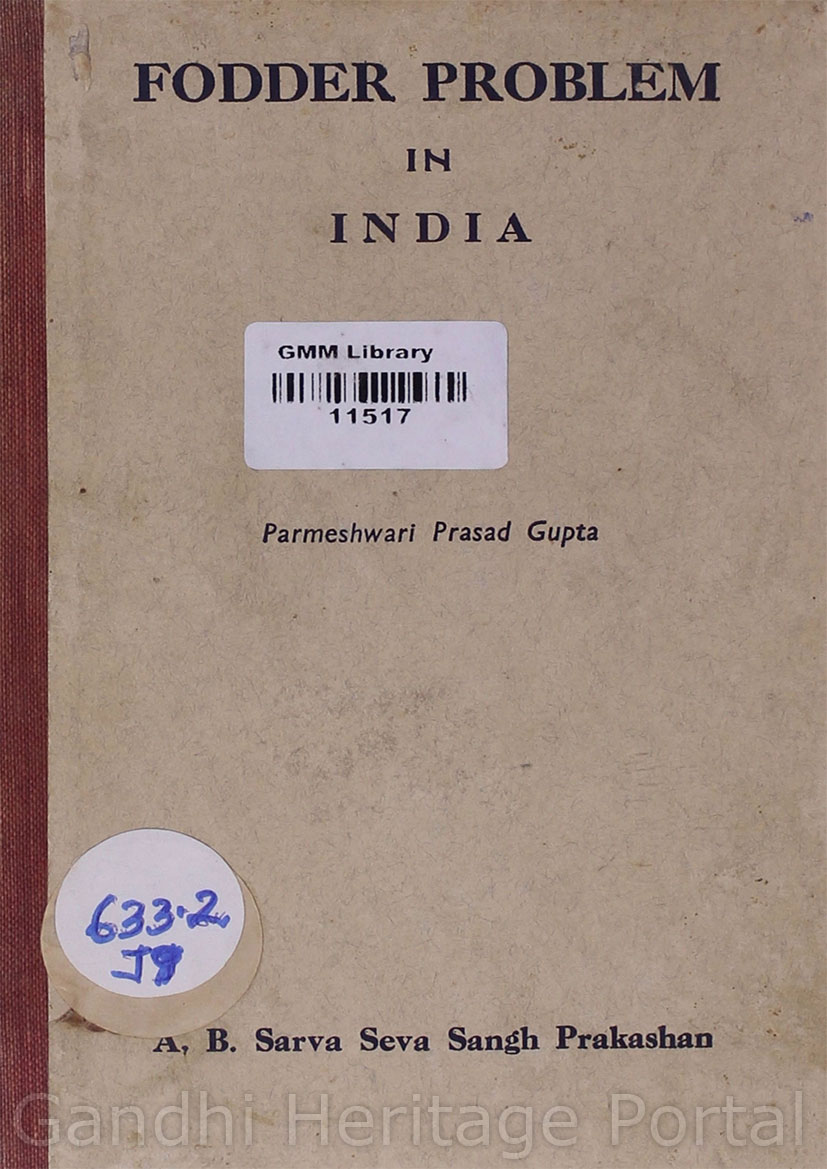 FODDER PROBLEM
IN
INDIA
GMM Library
11517
Parmeshwari Prasad Gupta
633.2
J9
A. B. Sarva Seva Sangh Prakashan
Gandhi Heritage Portal